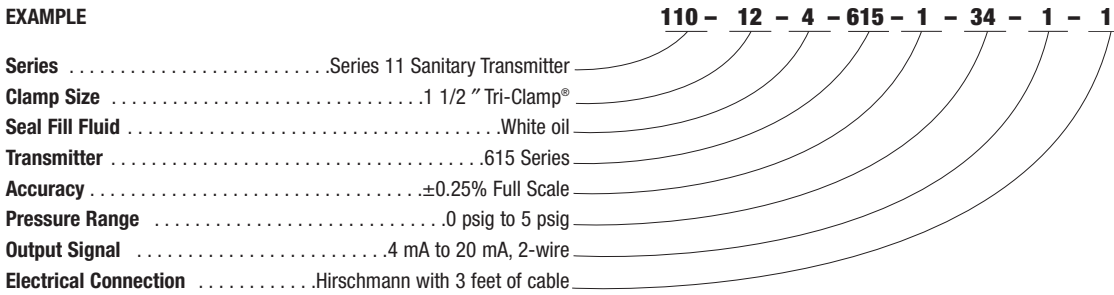 EXAMPLE 110 – 12 – 4 – 615 – 1 – 34 – 1 – 1
Series . . . . . . . . . . . . . . . . . . . . . . . . . . .Series 11 Sanitary Transmitter
Clamp Size . . . . . . . . . . . . . . . . . . . . . . . . . . . . . . .1 1/2 ″ Tri-Clamp®
Seal Fill Fluid . . . . . . . . . . . . . . . . . . . . . . . . . . . . . . . . . . . . . .White oil
Transmitter . . . . . . . . . . . . . . . . . . . . . . . . . . . . . . . . . . . . . .615 Series
Accuracy . . . . . . . . . . . . . . . . . . . . . . . . . . . . . . . . .±0.25% Full Scale
Pressure Range . . . . . . . . . . . . . . . . . . . . . . . . . . . . . .0 psig to 5 psig
Output Signal . . . . . . . . . . . . . . . . . . . . . . . . .4 mA to 20 mA, 2-wire
Electrical Connection . . . . . . . . . . . .Hirschmann with 3 feet of cable